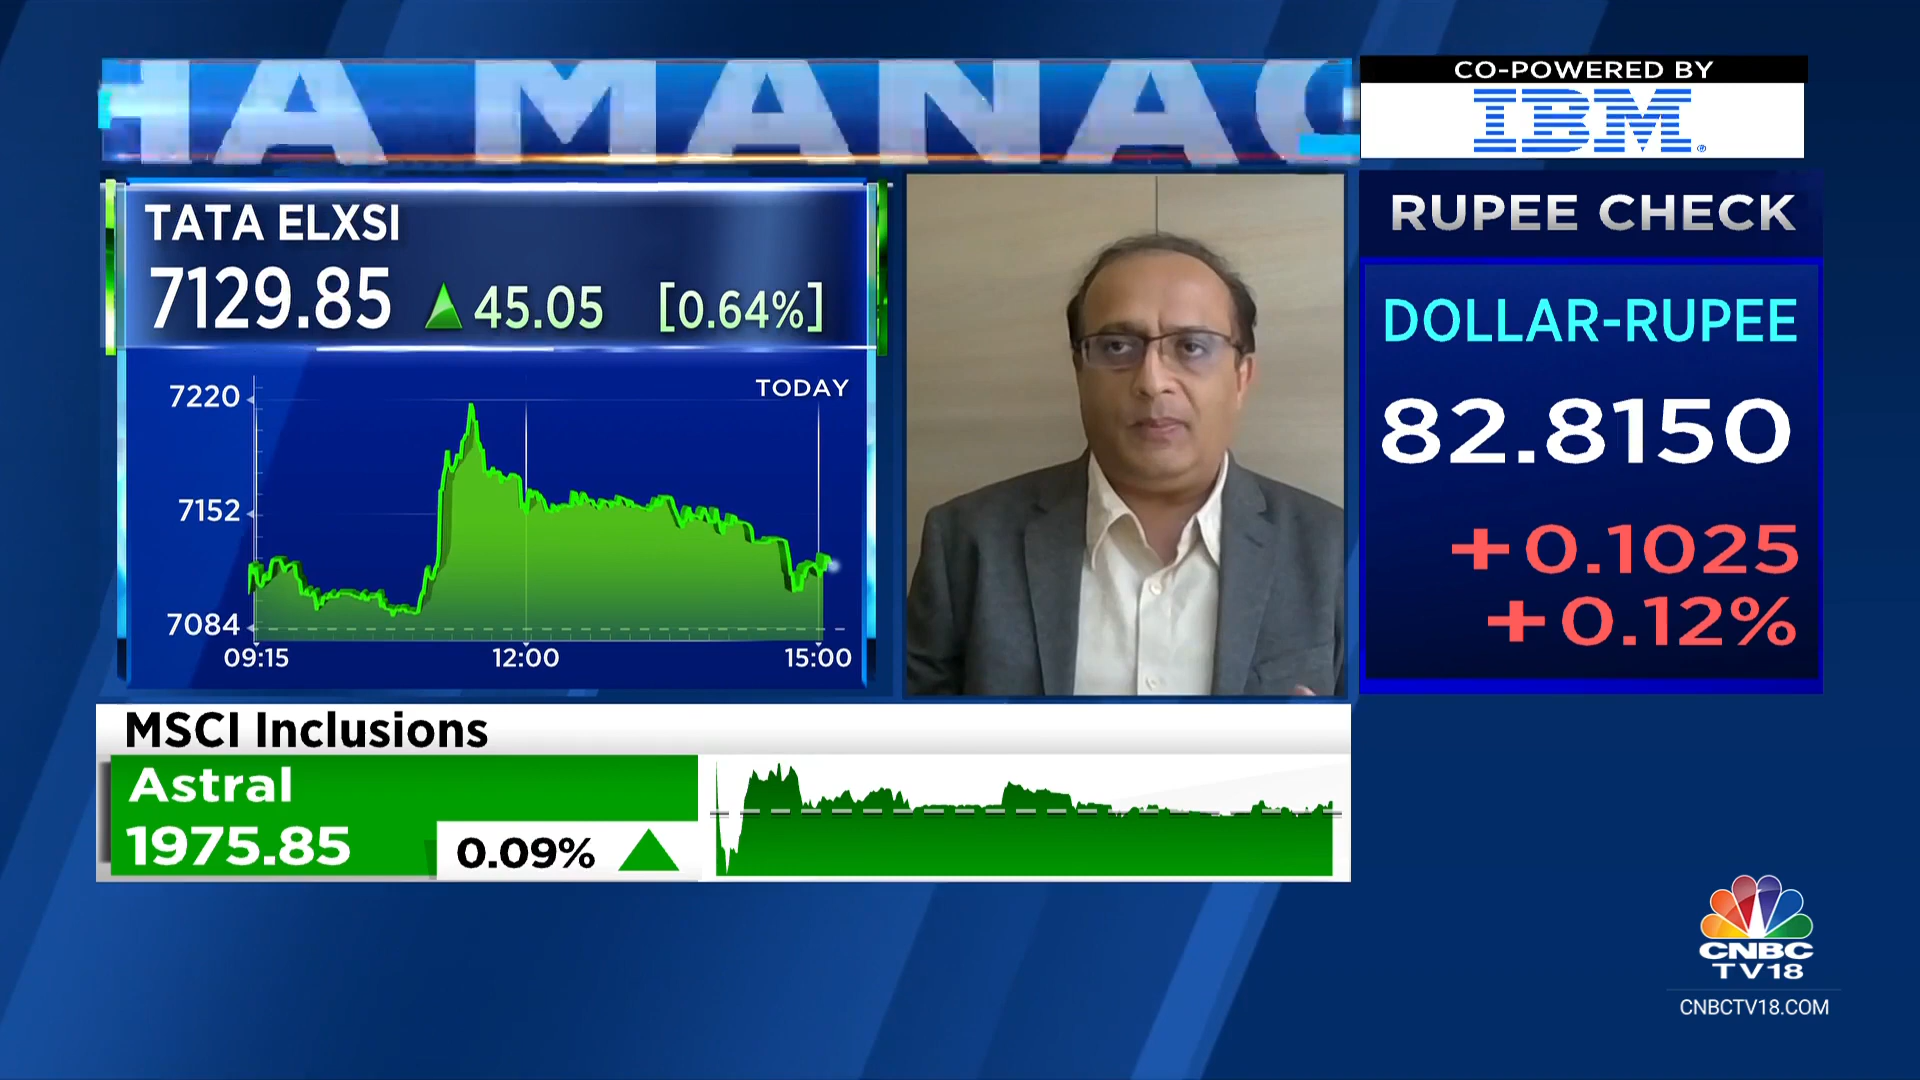 HA MANAG
CO-POWERED BY
IBM
TATA ELXSI
7129.85 ▲ 45.05 [0.64%]
TODAY
7220
7152
7084
09:15 12:00 15:00
RUPEE CHECK
DOLLAR-RUPEE
82.8150
+0.1025
+0.12%
MSCI Inclusions
Astral
1975.85
0.09%
CNBC
TV18
CNBCTV18.COM